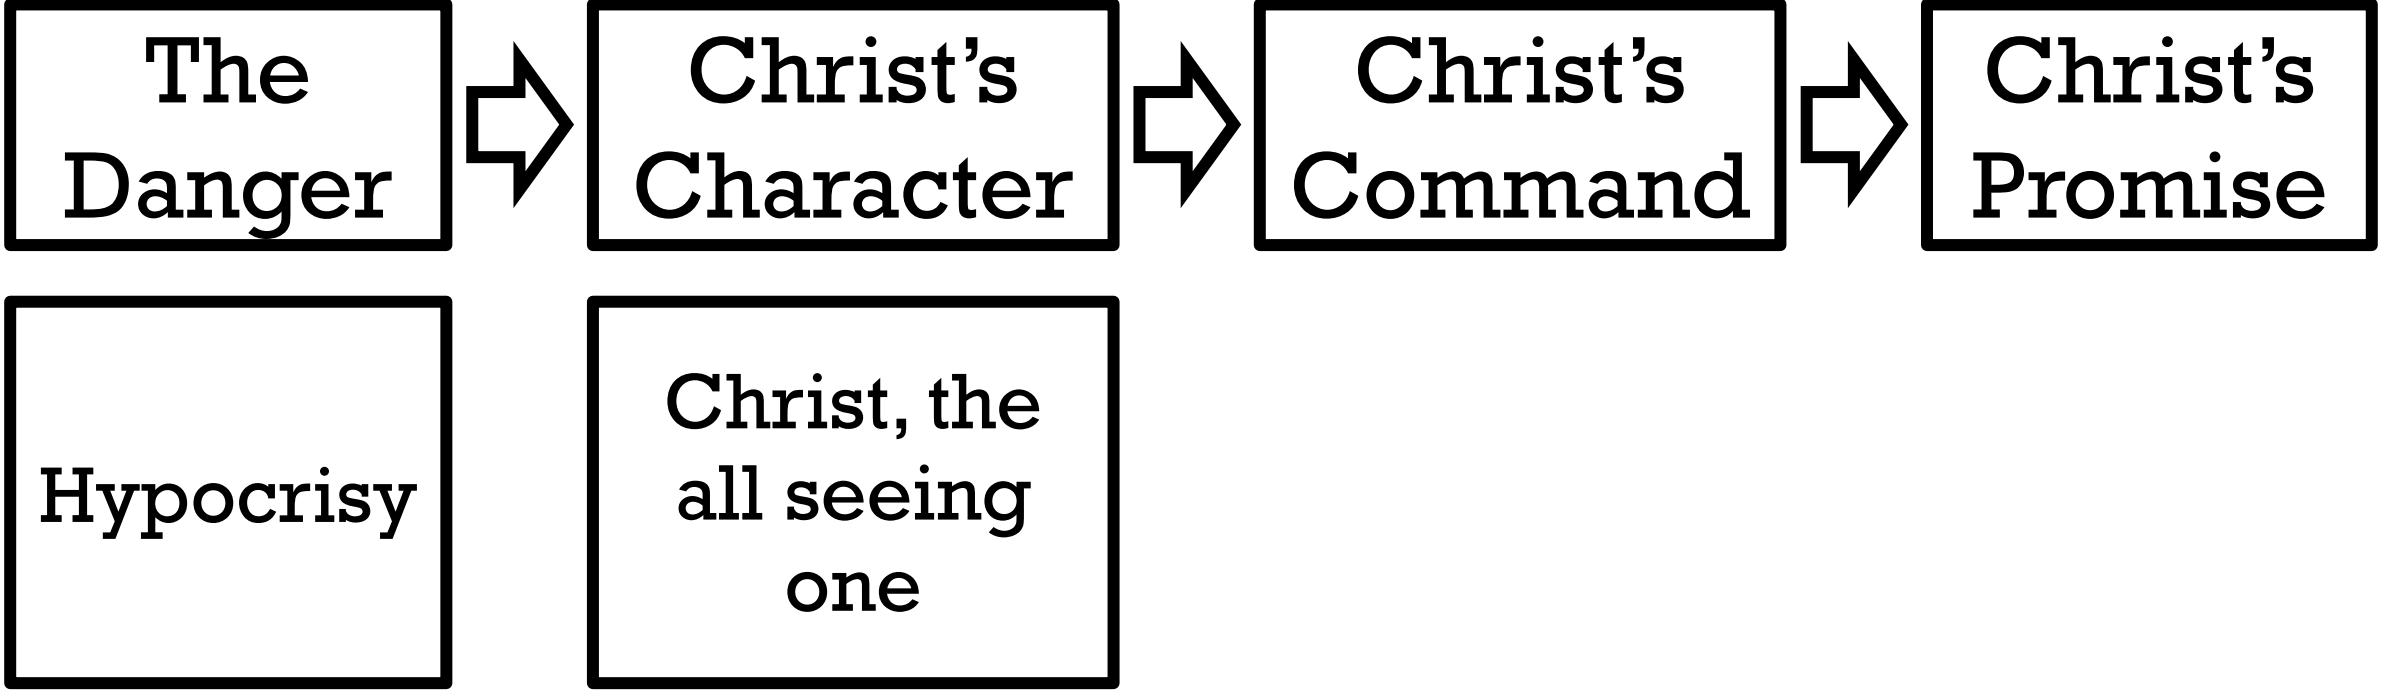 The
Danger
Christ’s
Character
Christ’s
Command
Christ’s
Promise
Hypocrisy
Christ, the
all seeing
one